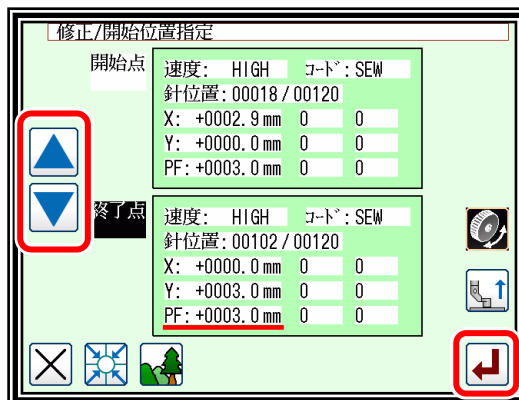 修正/開始位置指定
開始点
速度: HIGH コード:SEW
針位置:00018/00120
X: +0002.9mm 0 0
Y: +0000.0mm 0 0
PF:+0003.0mm 0 0
終了点
速度: HIGH コード:SEW
針位置:00102/00120
X: +0000.0mm 0 0
Y: +0003.0mm 0 0
PF:+0003.0mm 0 0